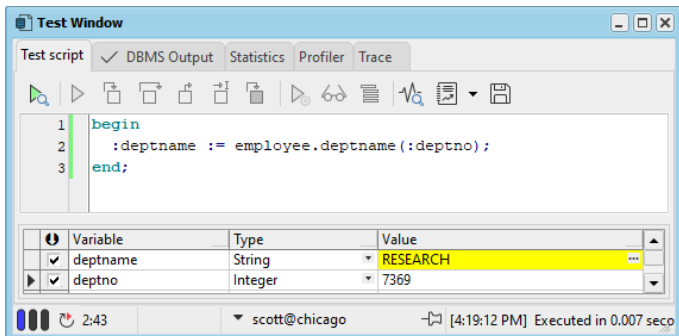 Test Window
Test script DBMS Output Statistics Profiler Trace
1 begin
2 :deptname := employee.deptname(:deptno);
3 end;
Variable Type Value
deptname String RESEARCH
deptno Integer 7369
2:43 scott@chicago [4:19:12 PM] Executed in 0.007 seco